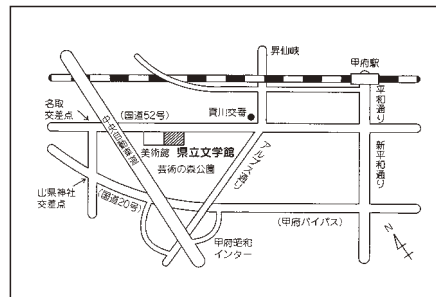 昇仙峡
甲府駅
名取
交差点
(国道52号)
貢川交番
平和通り
美術館
県立文学館
芸術の森公園
中央自動車道
アルプス通り
新平和通り
山県神社
交差点
(国道20号)
甲府昭和
インター
(甲府バイパス)
N